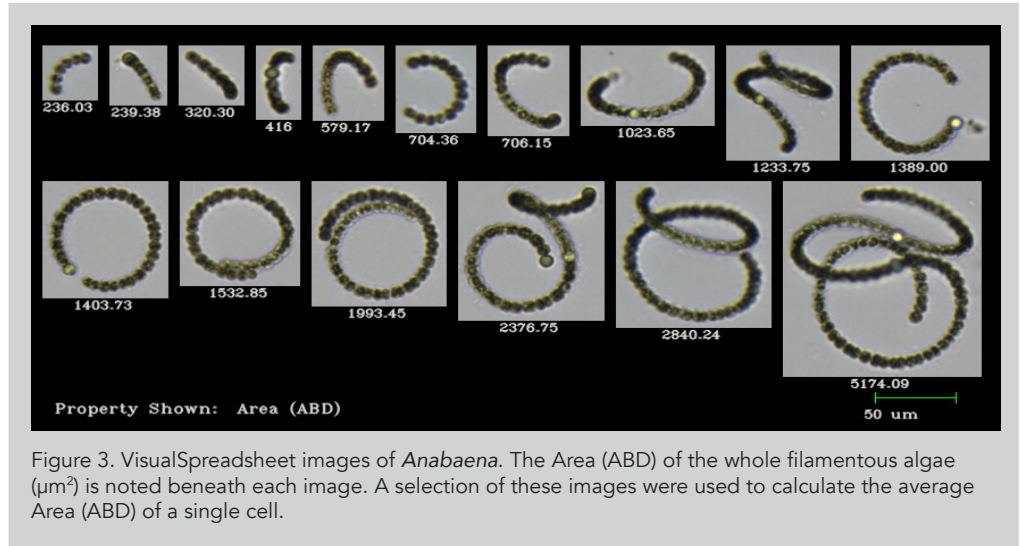 236.03 239.38 320.30 416 579.17 704.36 706.15 1023.65 1233.75 1389.00
1403.73 1532.85 1993.45 2376.75 2840.24 5174.09
Property Shown: Area (ABD)
50 um
Figure 3. VisualSpreadsheet images of Anabaena. The Area (ABD) of the whole filamentous algae
(µm²) is noted beneath each image. A selection of these images were used to calculate the average
Area (ABD) of a single cell.